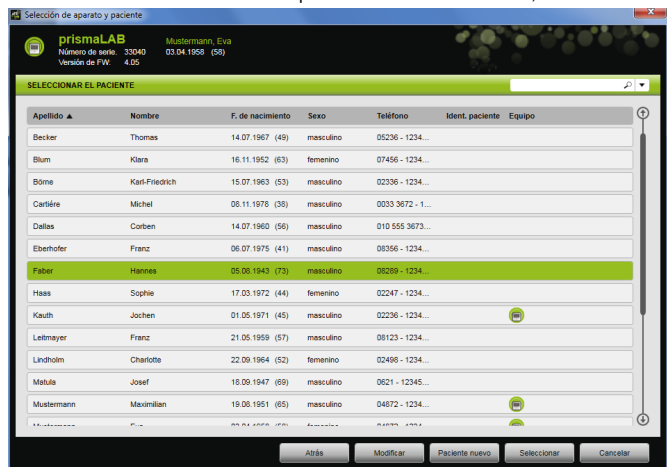 Selección de aparato y paciente
prismaLAB Mustermann, Eva
Número de serie. 33040 03.04.1958 (58)
Versión de FW: 4.05
SELECCIONAR EL PACIENTE
Apellido ▲ Nombre F. de nacimiento Sexo Teléfono Ident. paciente Equipo
Becker Thomas 14.07.1967 (49) masculino 05236 - 1234...
Blum Klara 16.11.1952 (63) femenino 07456 - 1234...
Böme Karl-Friedrich 15.07.1963 (53) masculino 02336 - 1234...
Cartiére Michel 08.11.1978 (38) masculino 0033 3672 - 1...
Dallas Corben 14.07.1960 (56) masculino 010 555 3673...
Eberhofer Franz 06.07.1975 (41) masculino 08356 - 1234...
Faber Hannes 05.08.1943 (73) masculino 08289 - 1234...
Haas Sophie 17.03.1972 (44) femenino 02247 - 1234...
Kauth Jochen 01.05.1971 (45) masculino 02236 - 1234...
Leitmayer Franz 21.05.1959 (57) masculino 08123 - 1234...
Lindholm Charlotte 22.09.1964 (52) femenino 02498 - 1234...
Matula Josef 18.09.1947 (69) masculino 0621 - 12345...
Mustermann Maximilian 19.08.1951 (65) masculino 04872 - 1234...
Atrás Modificar Paciente nuevo Seleccionar Cancelar